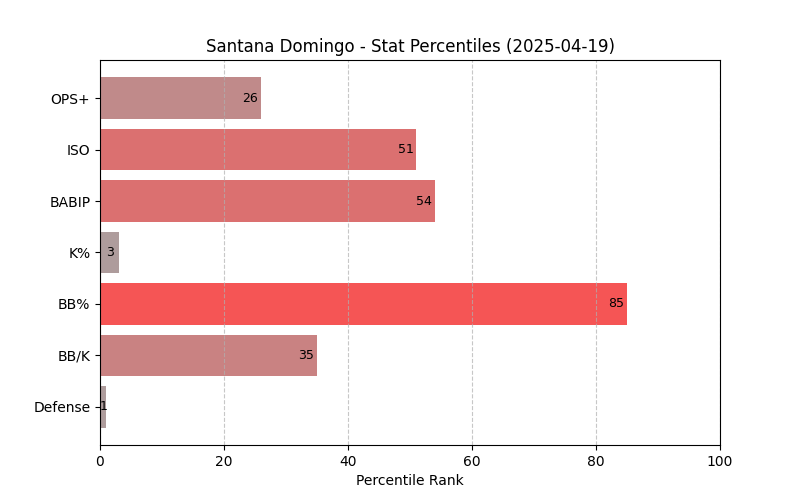 Santana Domingo - Stat Percentiles (2025-04-19)
OPS+ 26
ISO 51
BABIP 54
K% 3
BB% 85
BB/K 35
Defense 1
0 20 40 60 80 100
Percentile Rank